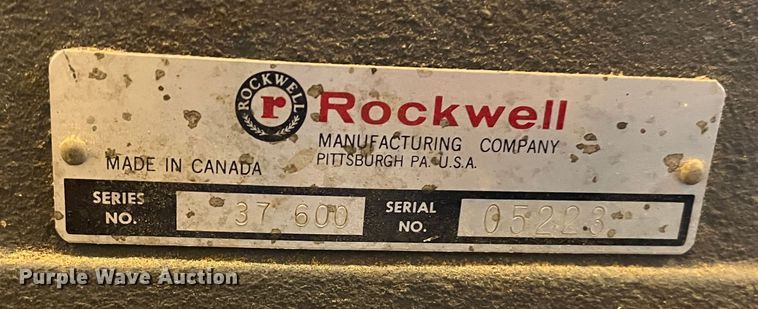 ROCKWELL
r
Rockwell
MANUFACTURING COMPANY
PITTSBURGH PA. U.S.A.
MADE IN CANADA
SERIES NO. 37 600 SERIAL NO. 05223
Purple Wave Auction